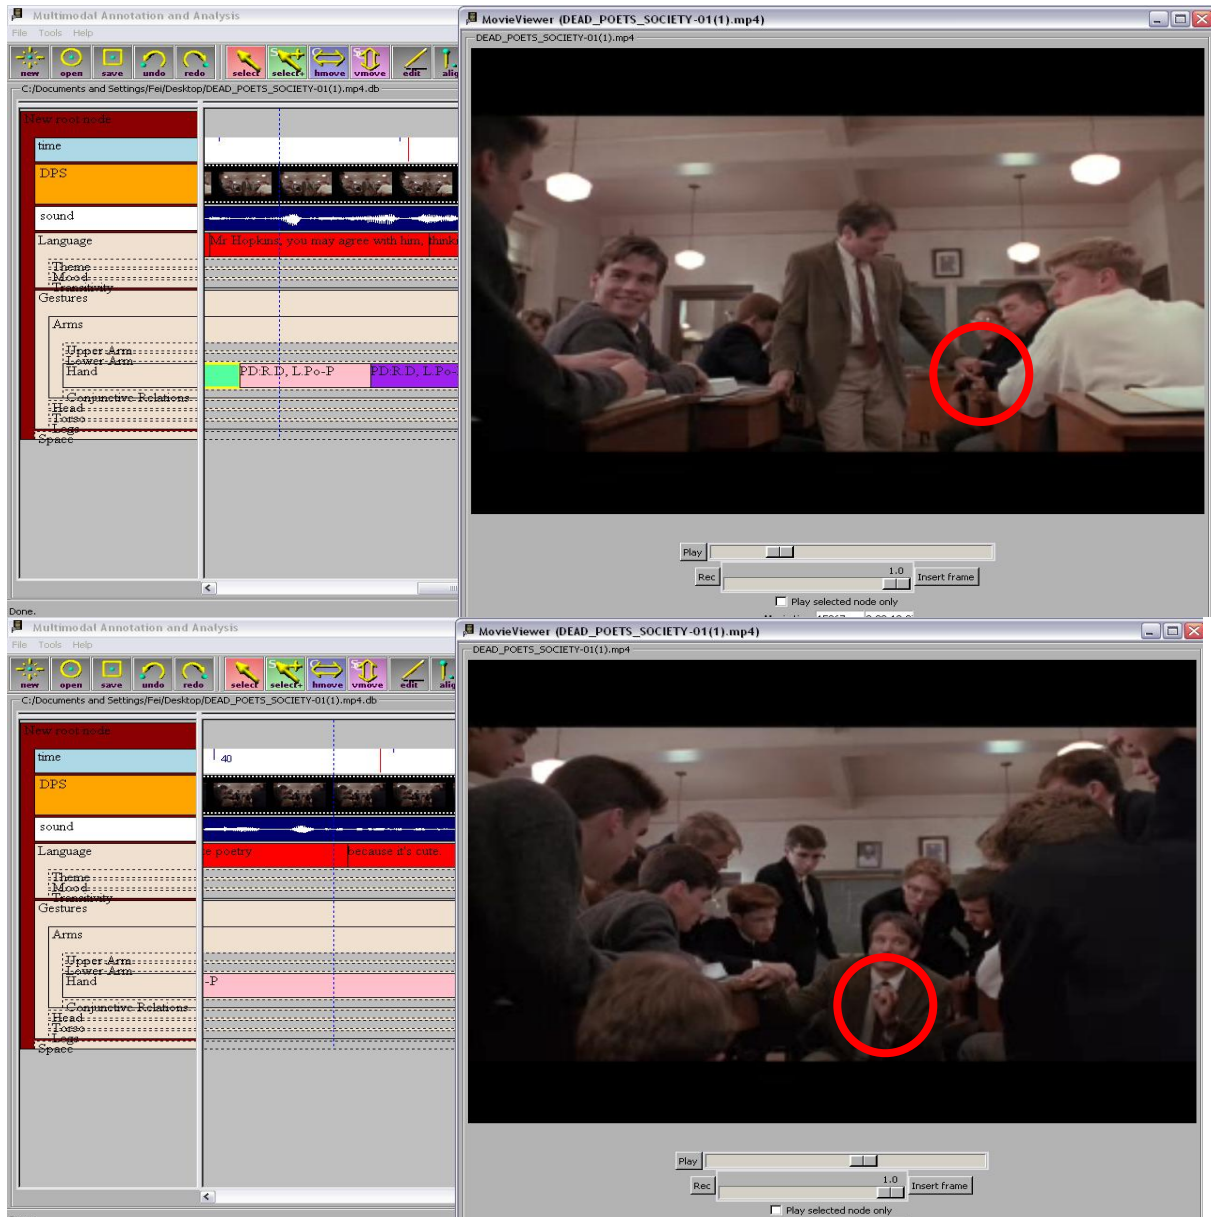 Multimodal Annotation and Analysis
File Tools Help
new open save undo redo select select+ hmove vmove edit
C:/Documents and Settings/Fei/Desktop/DEAD_POETS_SOCIETY-01(1).mp4.db
New root node
time
DPS
sound
Language Mr Hopkins, you may agree with him,
Theme
Mood
Transitivity
Gestures
Arms
Upper Arm
Lower Arm
Hand PD:R.D, L.Po-P PD:R.D, L.Po-
Conjunctive Relations
Head
Torso
Legs
Space
Done.
MovieViewer (DEAD_POETS_SOCIETY-01(1).mp4)
DEAD_POETS_SOCIETY-01(1).mp4
Play
Rec 1.0 Insert frame
Play selected node only
Multimodal Annotation and Analysis
File Tools Help
new open save undo redo select select+ hmove vmove edit
C:/Documents and Settings/Fei/Desktop/DEAD_POETS_SOCIETY-01(1).mp4.db
New root node
time 40
DPS
sound
Language e poetry because it's cute.
Theme
Mood
Transitivity
Gestures
Arms
Upper Arm
Lower Arm
Hand -P
Conjunctive Relations
Head
Torso
Legs
Space
MovieViewer (DEAD_POETS_SOCIETY-01(1).mp4)
DEAD_POETS_SOCIETY-01(1).mp4
Play
Rec 1.0 Insert frame
Play selected node only